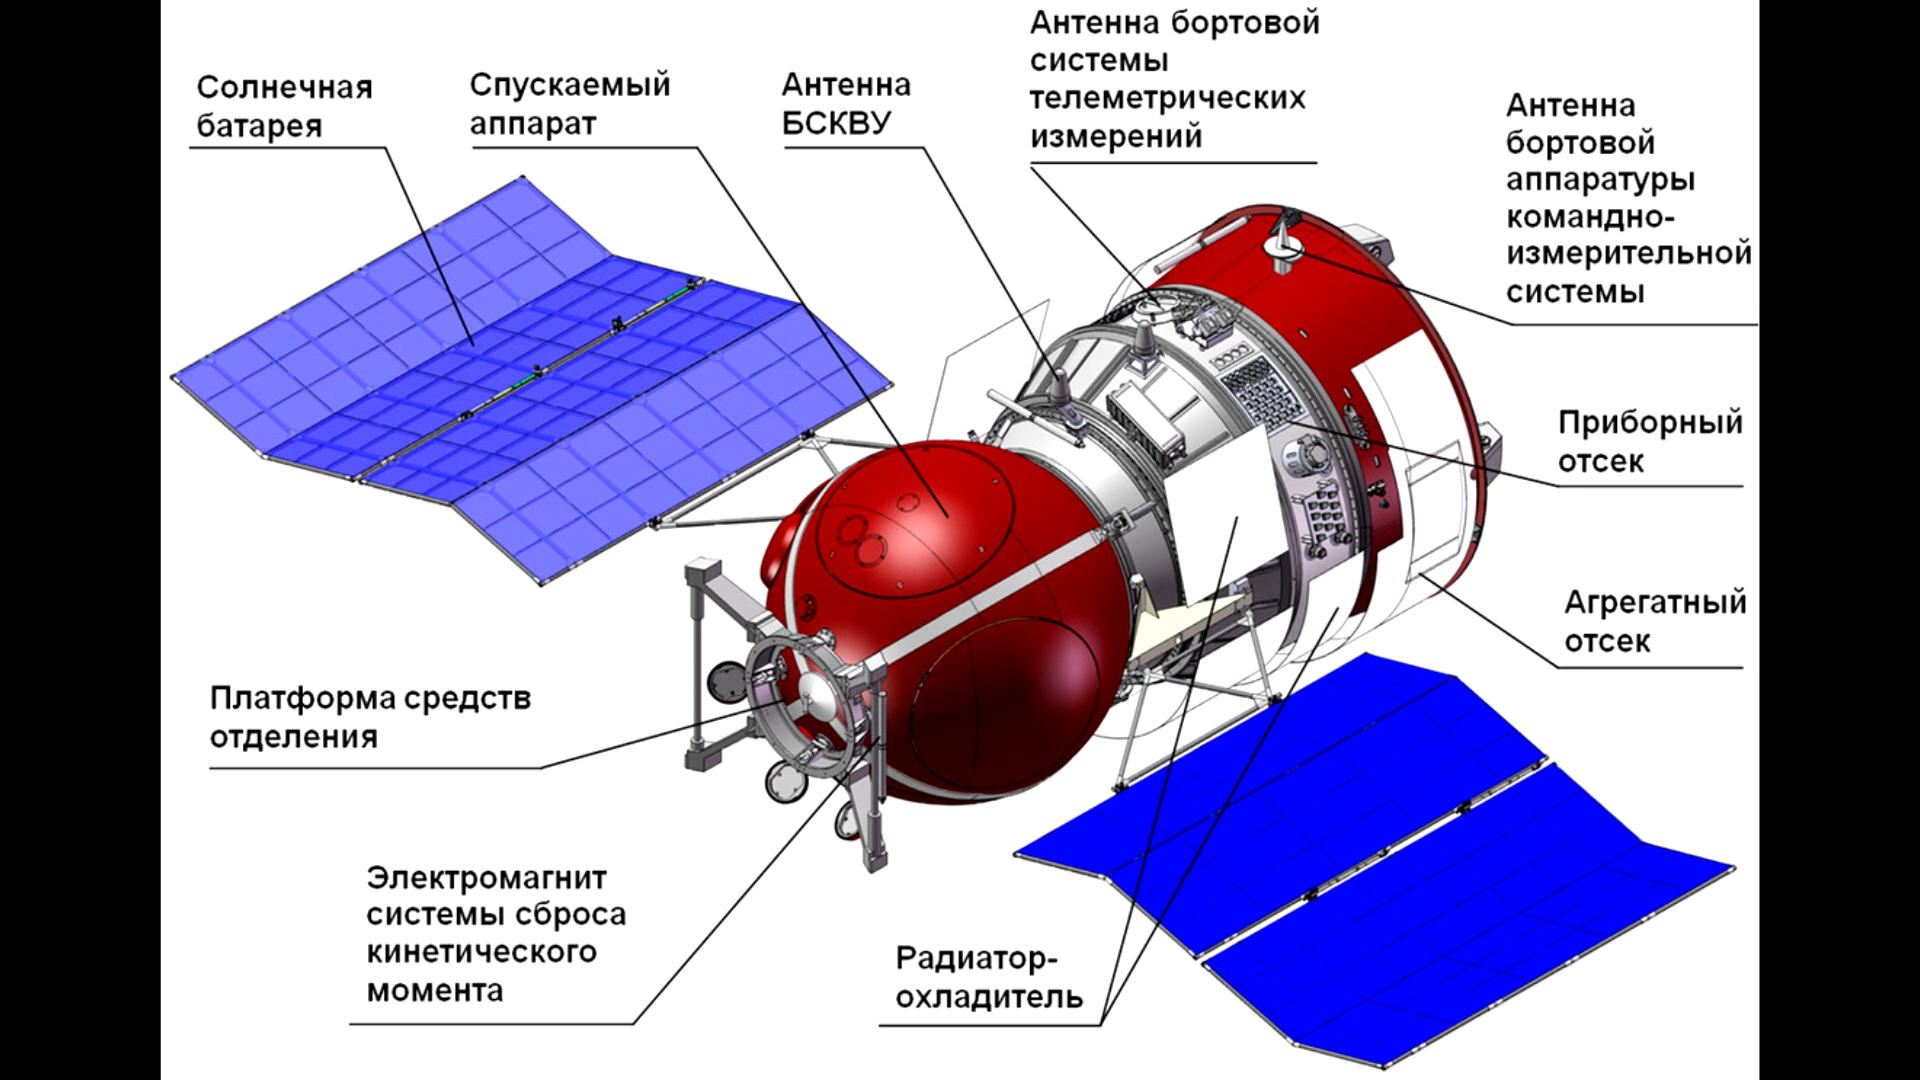 Солнечная
батарея
Спускаемый
аппарат
Антенна
БСКВУ
Антенна бортовой
системы
телеметрических
измерений
Антенна
бортовой
аппаратуры
командно-
измерительной
системы
Приборный
отсек
Агрегатный
отсек
Платформа средств
отделения
Электромагнит
системы сброса
кинетического
момента
Радиатор-
охладитель